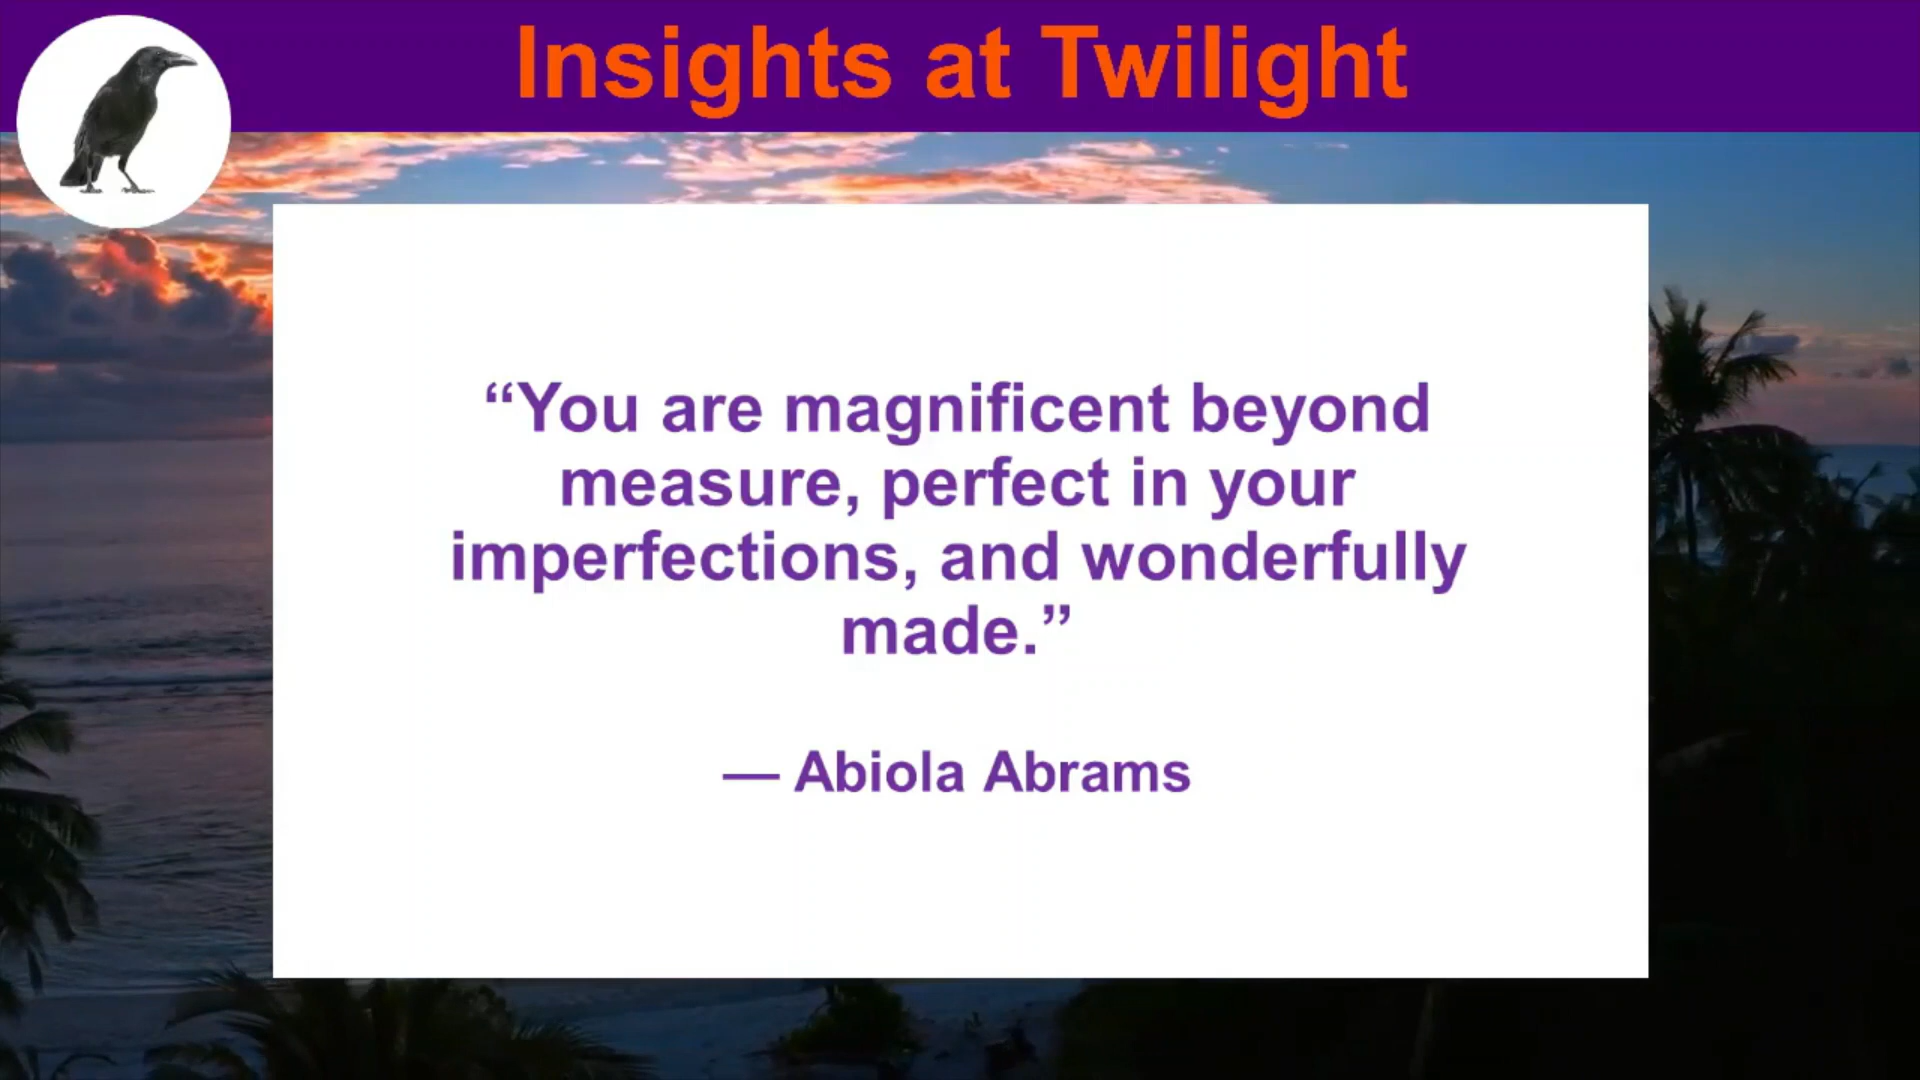 Insights at Twilight
“You are magnificent beyond
measure, perfect in your
imperfections, and wonderfully
made.”
— Abiola Abrams